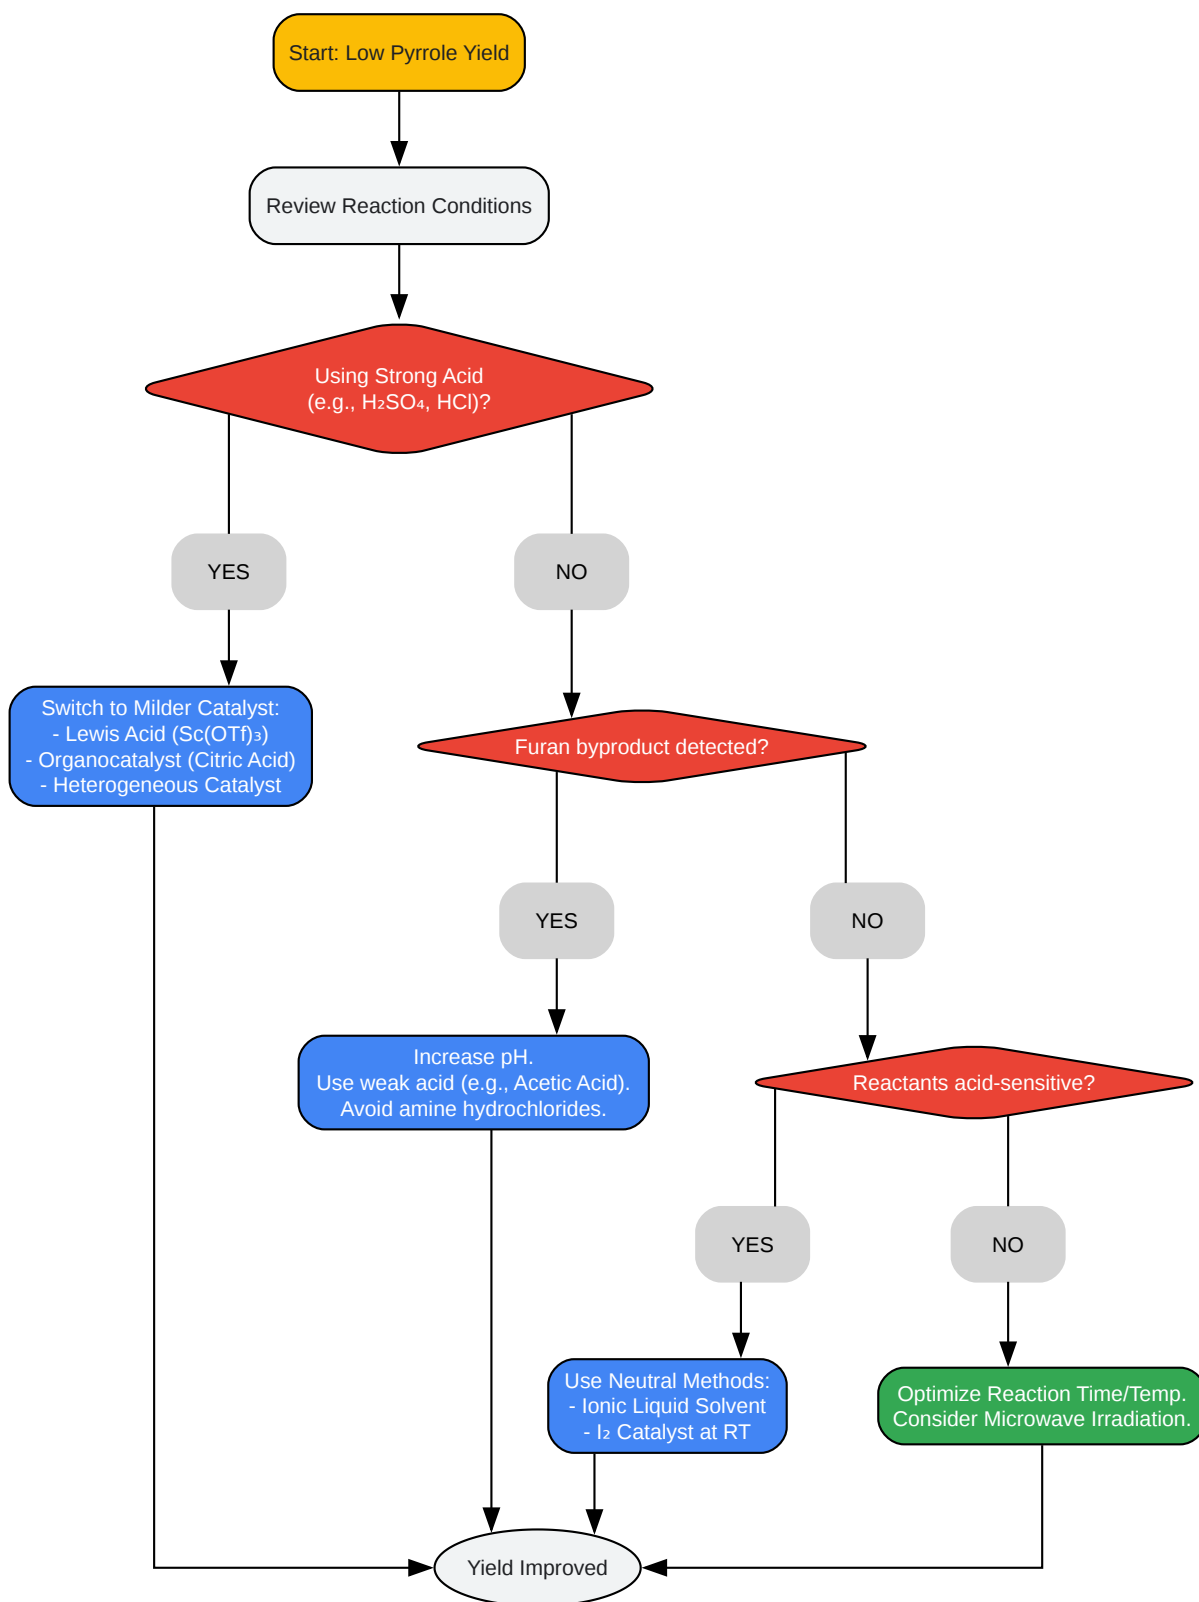 Start: Low Pyrrole Yield
Review Reaction Conditions
Using Strong Acid
(e.g., H₂SO₄, HCl)?
YES
NO
Switch to Milder Catalyst:
- Lewis Acid (Sc(OTf)₃)
- Organocatalyst (Citric Acid)
- Heterogeneous Catalyst
Furan byproduct detected?
YES
NO
Increase pH.
Use weak acid (e.g., Acetic Acid).
Avoid amine hydrochlorides.
Reactants acid-sensitive?
YES
NO
Use Neutral Methods:
- Ionic Liquid Solvent
- I₂ Catalyst at RT
Optimize Reaction Time/Temp.
Consider Microwave Irradiation.
Yield Improved